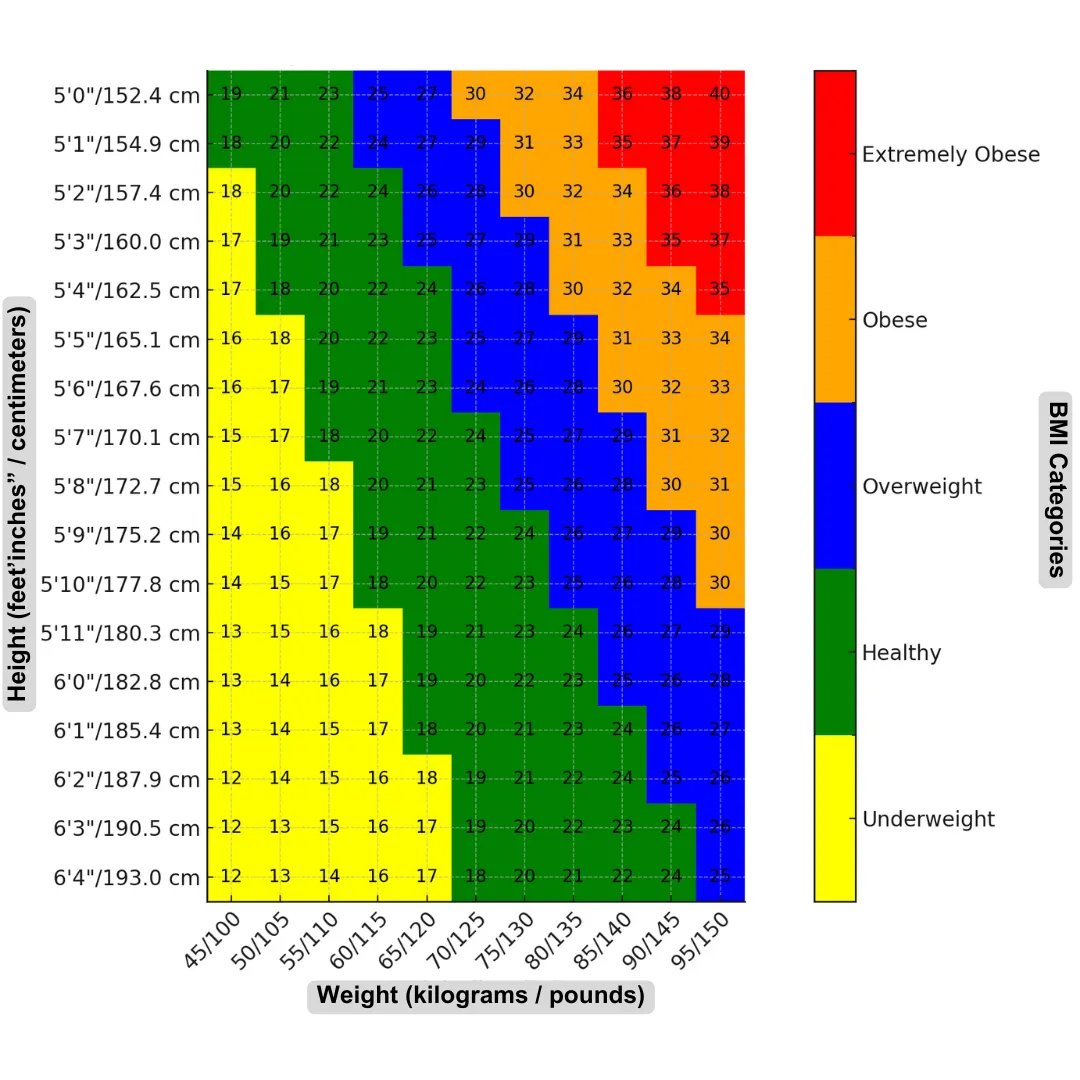 5'0"/152.4 cm 19 21 23 25 27 30 32 34 36 38 40
5'1"/154.9 cm 18 20 22 24 27 29 31 33 35 37 39
Extremely Obese
5'2"/157.4 cm 18 20 22 24 26 28 30 32 34 36 38
5'3"/160.0 cm 17 19 21 23 25 27 29 31 33 35 37
5'4"/162.5 cm 17 18 20 22 24 26 28 30 32 34 35
Obese
5'5"/165.1 cm 16 18 20 22 23 25 27 29 31 33 34
5'6"/167.6 cm 16 17 19 21 23 24 26 28 30 32 33
5'7"/170.1 cm 15 17 18 20 22 24 25 27 29 31 32
5'8"/172.7 cm 15 16 18 20 21 23 25 26 28 30 31
Overweight
5'9"/175.2 cm 14 16 17 19 21 22 24 26 27 29 30
5'10"/177.8 cm 14 15 17 18 20 22 23 25 26 28 30
5'11"/180.3 cm 13 15 16 18 19 21 23 24 26 27 29
Healthy
6'0"/182.8 cm 13 14 16 17 19 20 22 23 25 26 28
6'1"/185.4 cm 13 14 15 17 18 20 21 23 24 26 27
6'2"/187.9 cm 12 14 15 16 18 19 21 22 24 25 26
6'3"/190.5 cm 12 13 15 16 17 19 20 22 23 24 26
Underweight
6'4"/193.0 cm 12 13 14 16 17 18 20 21 22 24 25
45/100 50/105 55/110 60/115 65/120 70/125 75/130 80/135 85/140 90/145 95/150
Weight (kilograms / pounds)
Height (feet’inches” / centimeters)
BMI Categories